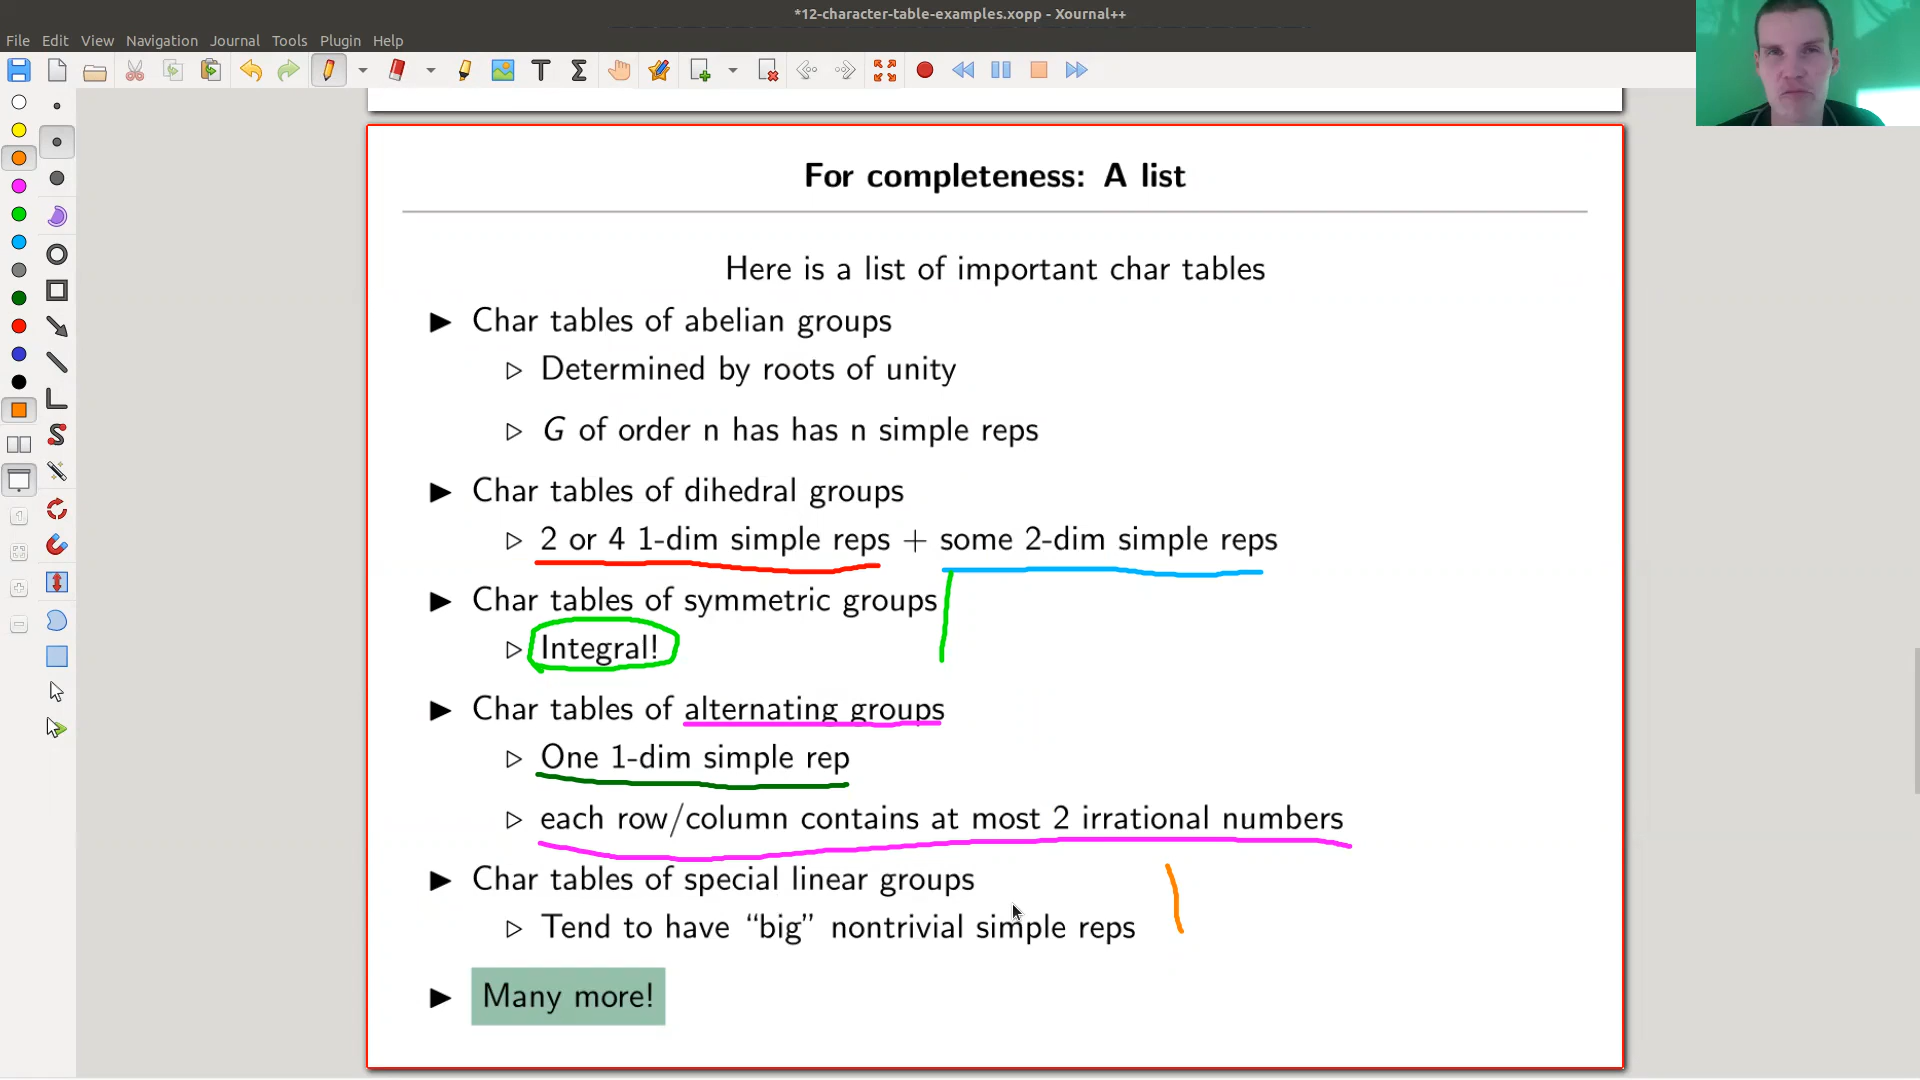 *12-character-table-examples.xopp - Xournal++
File Edit View Navigation Journal Tools Plugin Help
For completeness: A list
Here is a list of important char tables
▶ Char tables of abelian groups
▷ Determined by roots of unity
▷ G of order n has has n simple reps
▶ Char tables of dihedral groups
▷ 2 or 4 1-dim simple reps + some 2-dim simple reps
▶ Char tables of symmetric groups
▷ Integral!
▶ Char tables of alternating groups
▷ One 1-dim simple rep
▷ each row/column contains at most 2 irrational numbers
▶ Char tables of special linear groups
▷ Tend to have “big” nontrivial simple reps
▶ Many more!